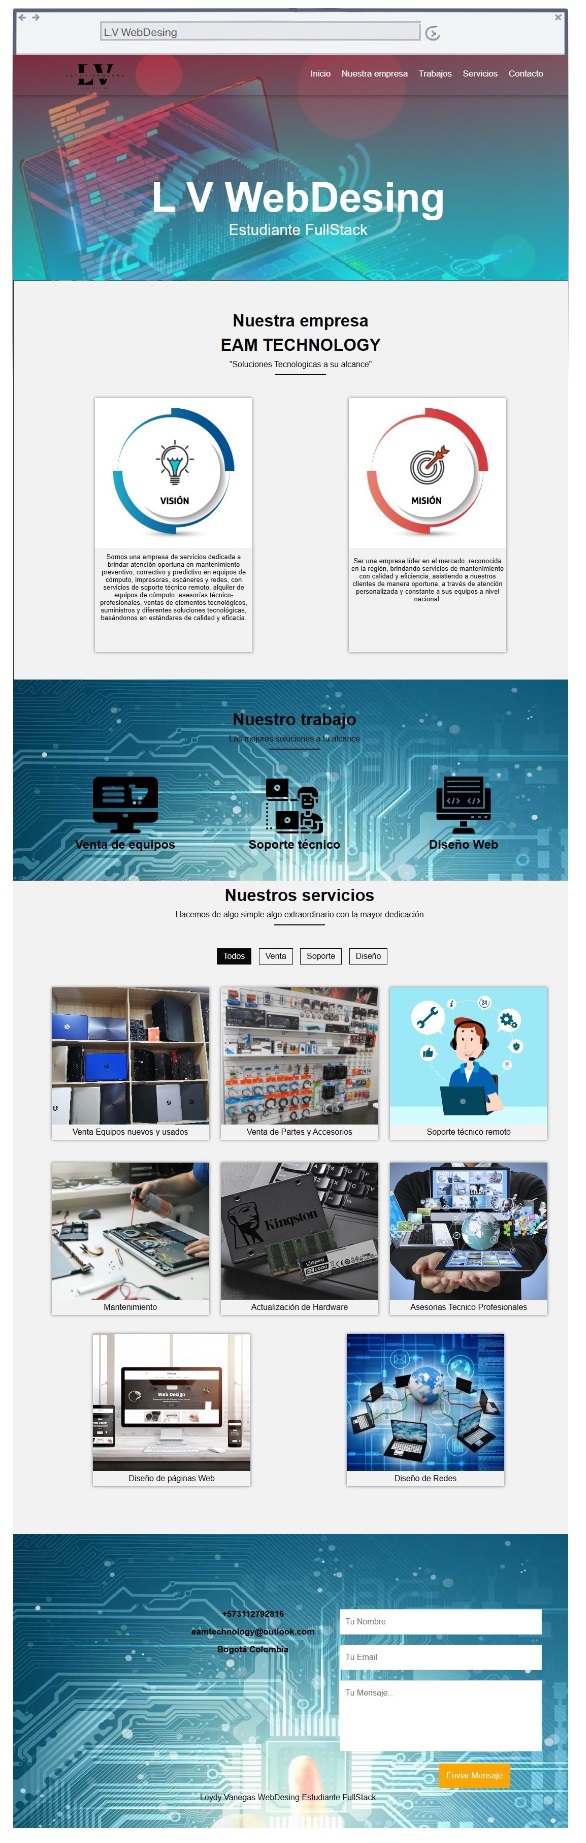 L.V WebDesing
LV
Inicio Nuestra empresa Trabajos Servicios Contacto
L V WebDesing
Estudiante FullStack
Nuestra empresa
EAM TECHNOLOGY
"Soluciones Tecnologicas a su alcance"
VISIÓN
Somos una empresa de servicios dedicada a
brindar atención oportuna en mantenimiento
preventivo, correctivo y predictivo en equipos de
cómputo, impresoras, escáneres y redes, con
servicios de soporte técnico remoto, alquiler de
equipos de cómputo, asesorías técnico-
profesionales, ventas de elementos tecnológicos,
suministros y diferentes soluciones tecnológicas,
basándonos en estándares de calidad y eficacia.
MISIÓN
Ser una empresa líder en el mercado, reconocida
en la región, brindando servicios de mantenimiento
con calidad y eficiencia, asistiendo a nuestros
clientes de manera oportuna, a través de atención
personalizada y constante a sus equipos a nivel
nacional
Nuestro trabajo
Las mejores soluciones a tu alcance
Venta de equipos
Soporte técnico
Diseño Web
Nuestros servicios
Hacemos de algo simple algo extraordinario con la mayor dedicación
Todos Venta Soporte Diseño
24
Venta Equipos nuevos y usados
Venta de Partes y Accesorios
Soporte técnico remoto
Kingston
Mantenimiento
Actualización de Hardware
Asesorias Tecnico Profesionales
Web Design
Diseño de páginas Web
Diseño de Redes
+573112792816
eamtechnology@outlook.com
Bogotá Colombia
Tu Nombre
Tu Email
Tu Mensaje...
Enviar Mensaje
Leydy Vanegas WebDesing Estudiante FullStack